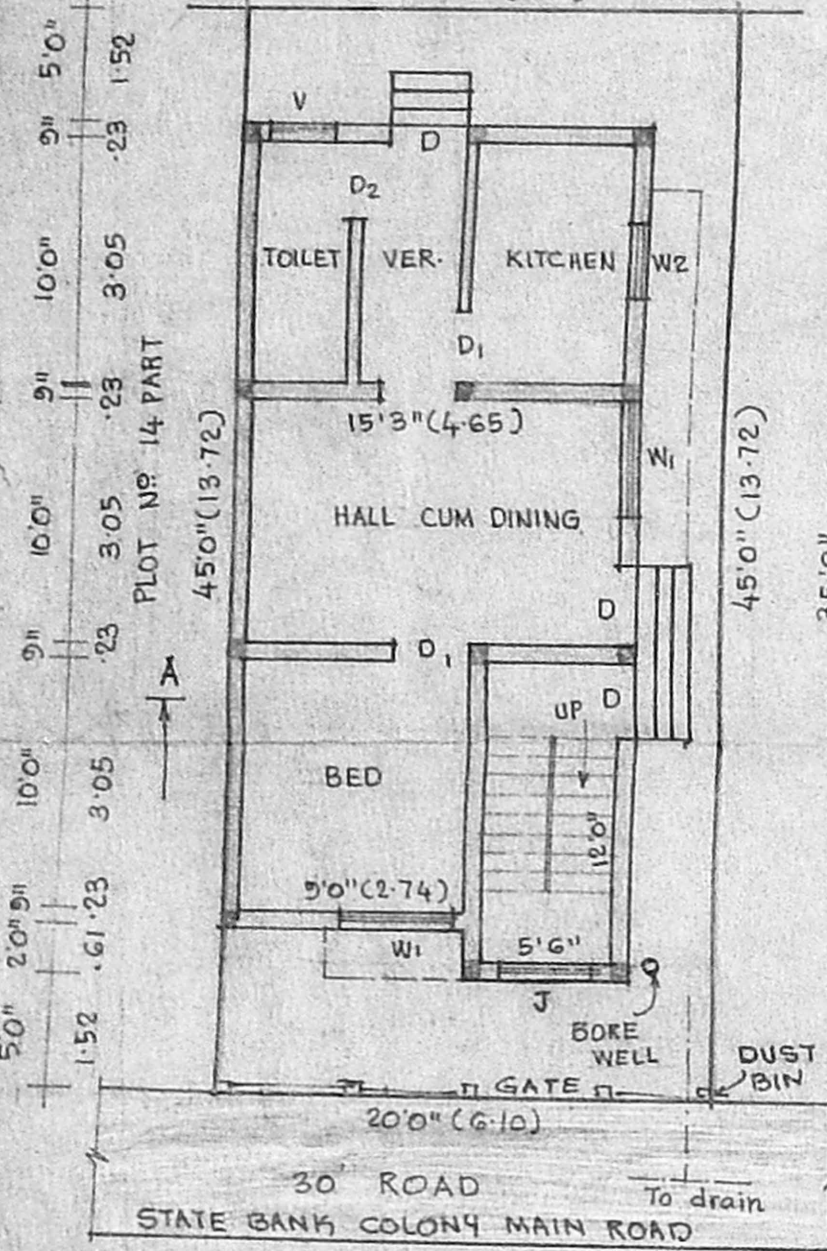 5'0"
1.52
V
9"
.23
D
D2
10'0"
3.05
TOILET
VER.
KITCHEN
W2
D1
9"
.23
15'3"(4.65)
W1
PLOT Nº 14 PART
45'0"(13.72)
45'0"(13.72)
10'0"
3.05
HALL CUM DINING
D
9"
.23
D1
A
UP
D
10'0"
3.05
BED
12'0"
9'0"(2.74)
9"
.23
2'0"
.61
W1
5'6"
J
5'0"
1.52
BORE
WELL
DUST
BIN
GATE
20'0"(6.10)
30' ROAD
To drain
STATE BANK COLONY MAIN ROAD